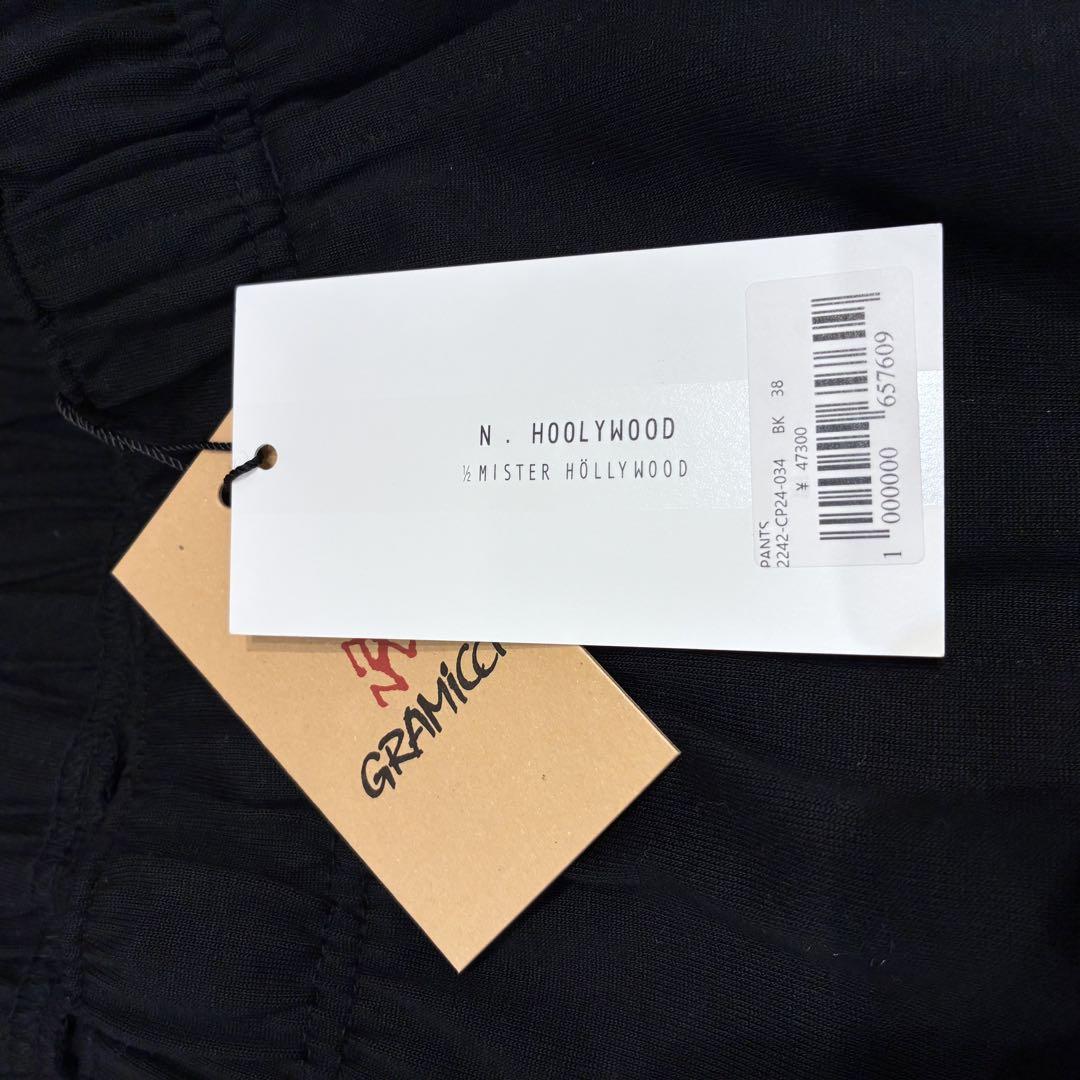 N. HOOLYWOOD
½ MISTER HÖLLYWOOD
PANTS
2242-CP24-034 BK 38
¥ 47300
1 000000 657609
GRAMiCCi